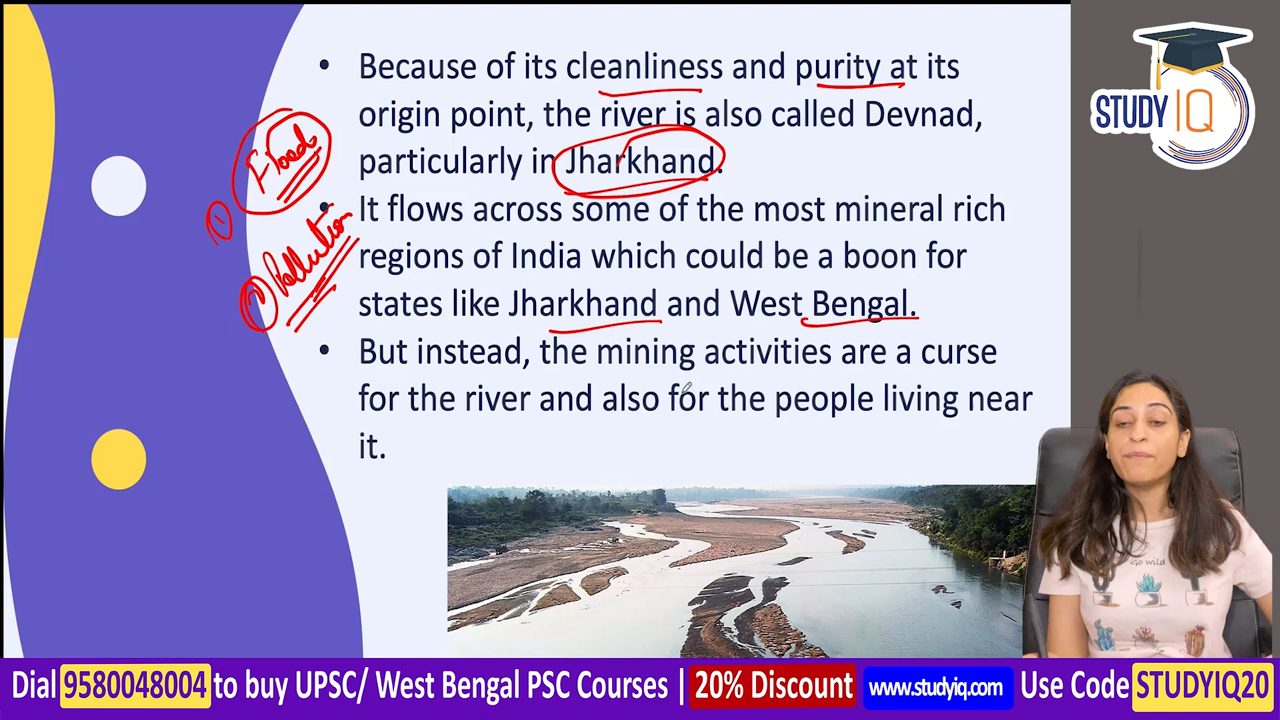 • Because of its cleanliness and purity at its
origin point, the river is also called Devnad,
particularly in Jharkhand.
• It flows across some of the most mineral rich
regions of India which could be a boon for
states like Jharkhand and West Bengal.
• But instead, the mining activities are a curse
for the river and also for the people living near
it.
① Flood
② Pollution
STUDY IQ
Go wild
Dial 9580048004 to buy UPSC/ West Bengal PSC Courses | 20% Discount www.studyiq.com Use Code STUDYIQ20